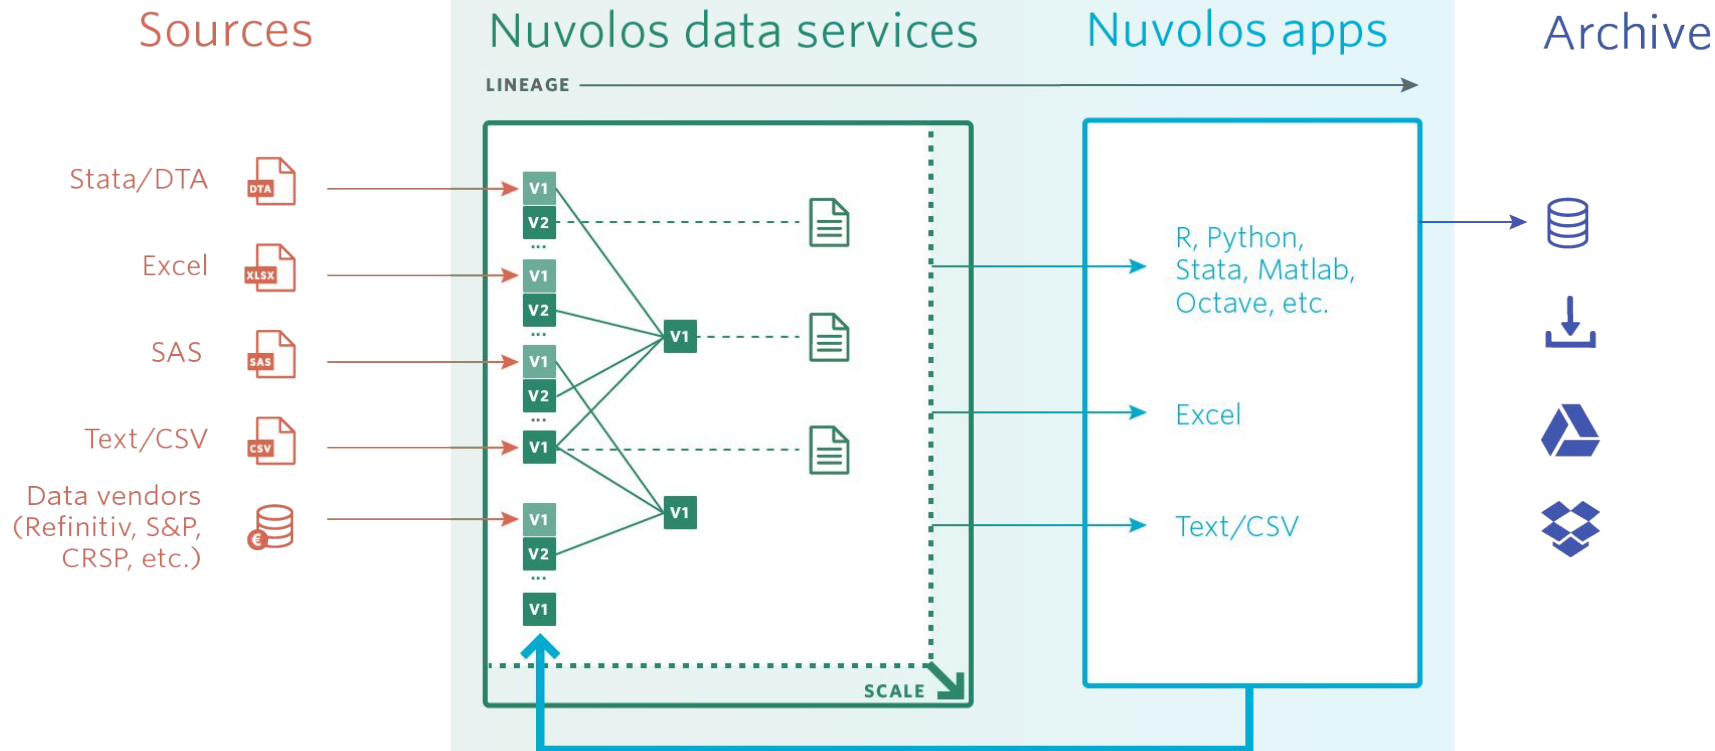 Sources
Nuvolos data services
Nuvolos apps
Archive
LINEAGE
Stata/DTA
DTA
Excel
XLSX
SAS
SAS
Text/CSV
CSV
Data vendors
(Refinitiv, S&P,
CRSP, etc.)
€
V1
V2
...
V1
V2
...
V1
V2
...
V1
V1
V2
...
V1
V1
V1
SCALE
R, Python,
Stata, Matlab,
Octave, etc.
Excel
Text/CSV